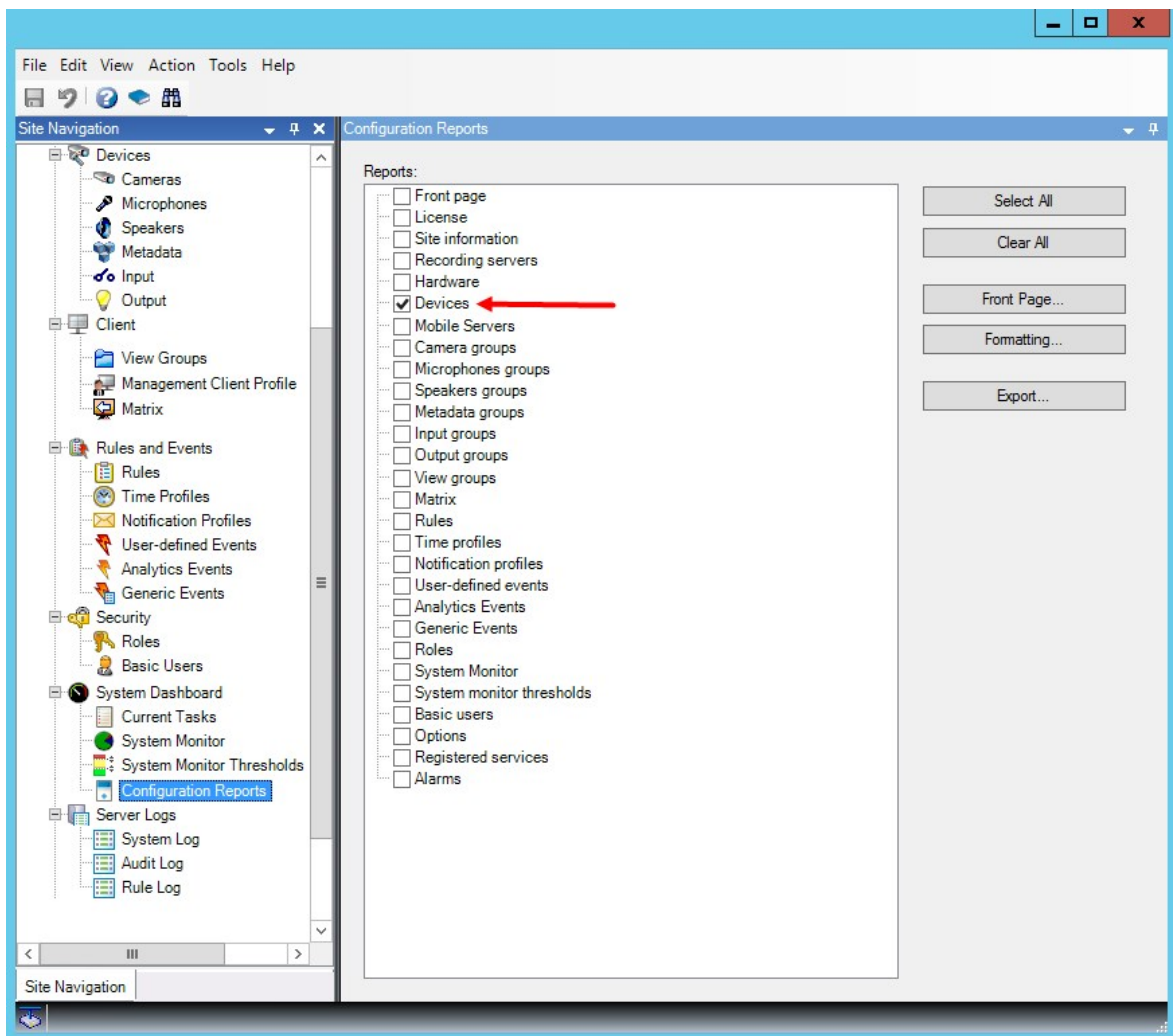 File Edit View Action Tools Help
Site Navigation
Devices
Cameras
Microphones
Speakers
Metadata
Input
Output
Client
View Groups
Management Client Profile
Matrix
Rules and Events
Rules
Time Profiles
Notification Profiles
User-defined Events
Analytics Events
Generic Events
Security
Roles
Basic Users
System Dashboard
Current Tasks
System Monitor
System Monitor Thresholds
Configuration Reports
Server Logs
System Log
Audit Log
Rule Log
Site Navigation
Configuration Reports
Reports:
Front page
License
Site information
Recording servers
Hardware
Devices
Mobile Servers
Camera groups
Microphones groups
Speakers groups
Metadata groups
Input groups
Output groups
View groups
Matrix
Rules
Time profiles
Notification profiles
User-defined events
Analytics Events
Generic Events
Roles
System Monitor
System monitor thresholds
Basic users
Options
Registered services
Alarms
Select All
Clear All
Front Page...
Formatting...
Export...